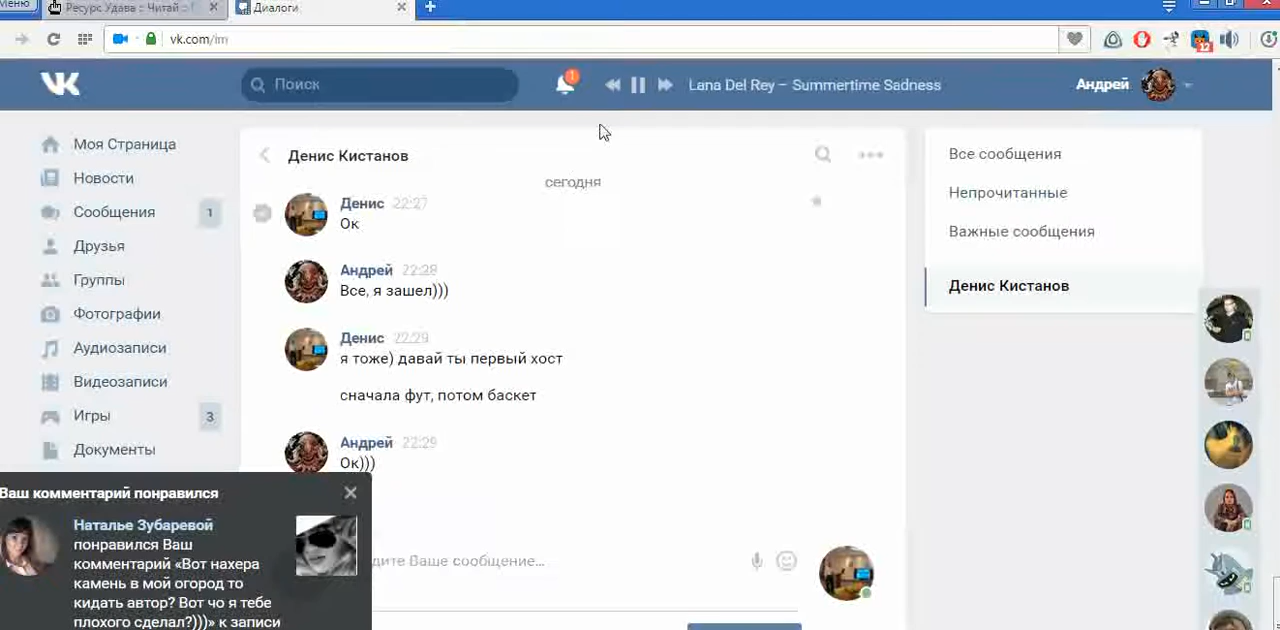 Меню
Ресурс Удава :: Читай ::
Диалоги
vk.com/im
12
Поиск
1
Lana Del Rey – Summertime Sadness
Андрей
Моя Страница
Новости
Сообщения 1
Друзья
Группы
Фотографии
Аудиозаписи
Видеозаписи
Игры 3
Документы
Денис Кистанов
сегодня
Денис 22:27
Ок
Андрей 22:28
Все, я зашел)))
Денис 22:29
я тоже) давай ты первый хост
сначала фут, потом баскет
Андрей 22:29
Ок)))
дите Ваше сообщение...
Все сообщения
Непрочитанные
Важные сообщения
Денис Кистанов
Ваш комментарий понравился
Наталье Зубаревой
понравился Ваш
комментарий «Вот нахера
камень в мой огород то
кидать автор? Вот чо я тебе
плохого сделал?)))» к записи